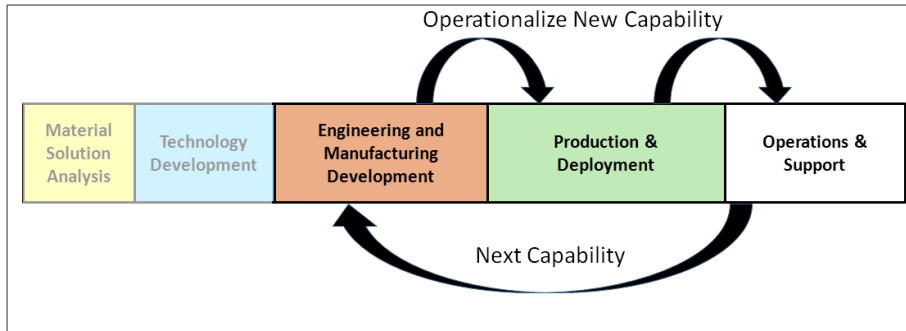 Operationalize New Capability
Material
Solution
Analysis
Technology
Development
Engineering and
Manufacturing
Development
Production &
Deployment
Operations &
Support
Next Capability